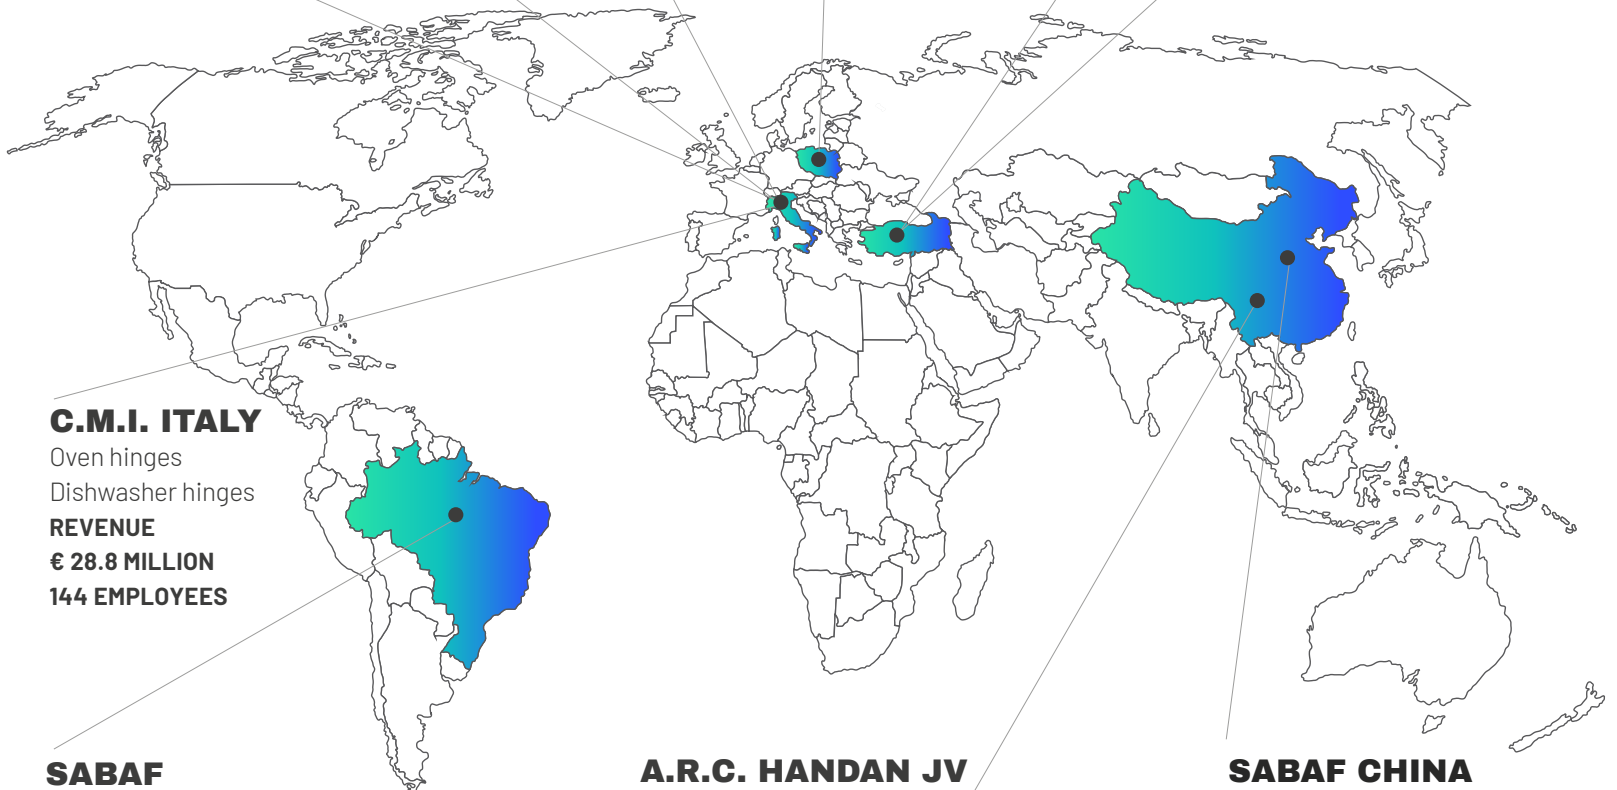 C.M.I. ITALY
Oven hinges
Dishwasher hinges
REVENUE
€ 28.8 MILLION
144 EMPLOYEES
SABAF
A.R.C. HANDAN JV
SABAF CHINA